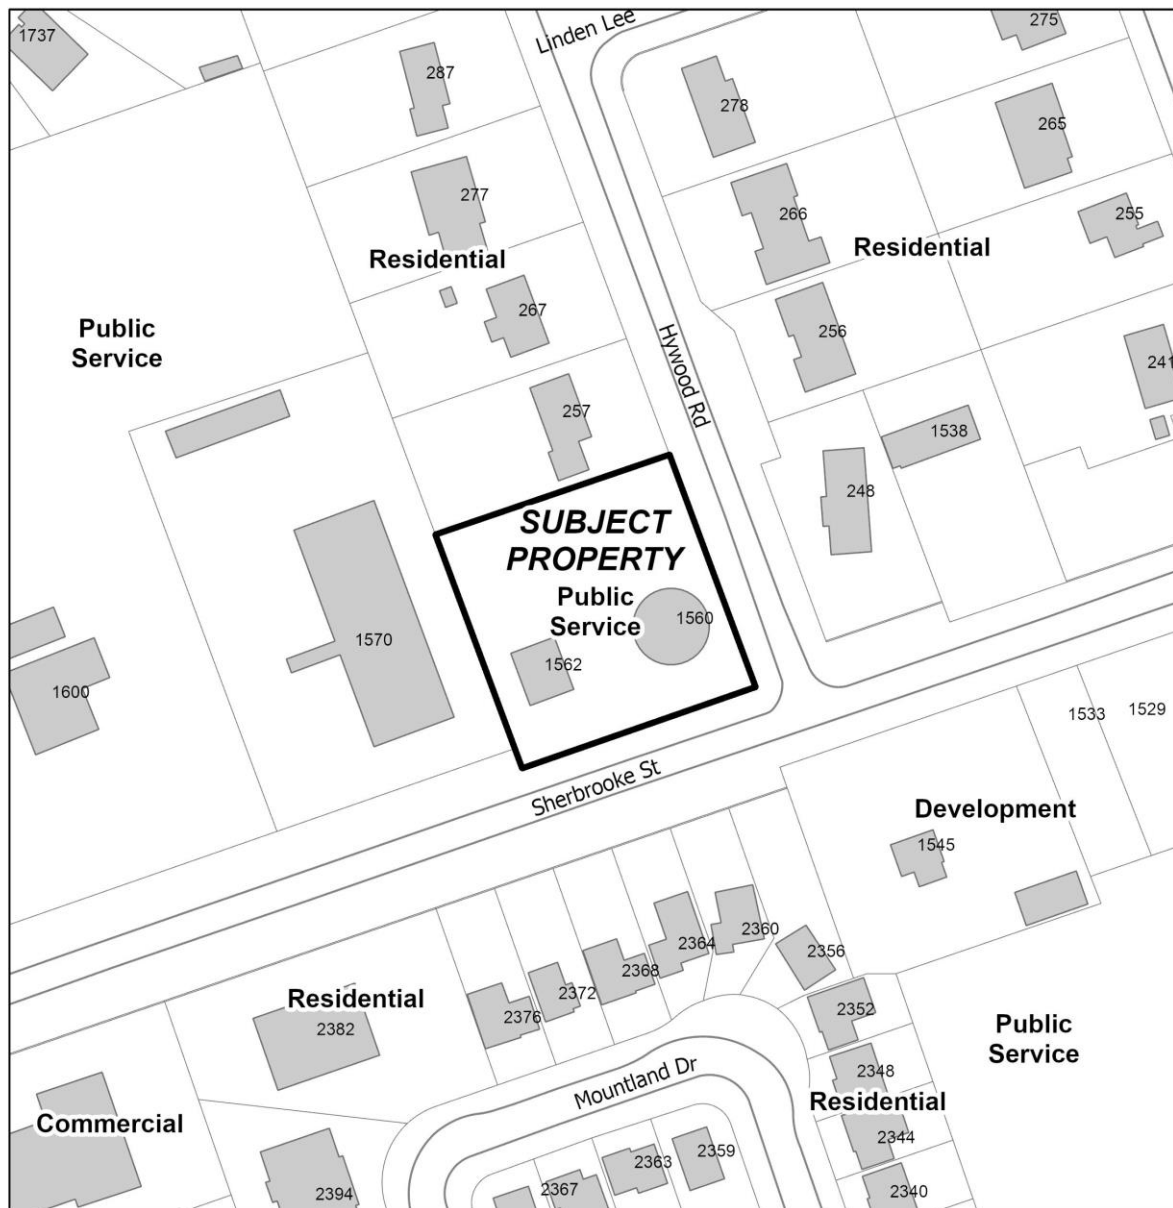 1737
287
Linden Lee
275
278
265
277
266
255
Residential
Residential
Public
Service
267
256
Hywood Rd
241
257
1538
248
SUBJECT
PROPERTY
Public
Service
1560
1570
1562
1600
1533
1529
Sherbrooke St
Development
1545
2360
2364
2356
2368
2372
2376
Residential
2382
2352
Public
Service
2348
Mountland Dr
Residential
Commercial
2344
2359
2363
2367
2394
2340